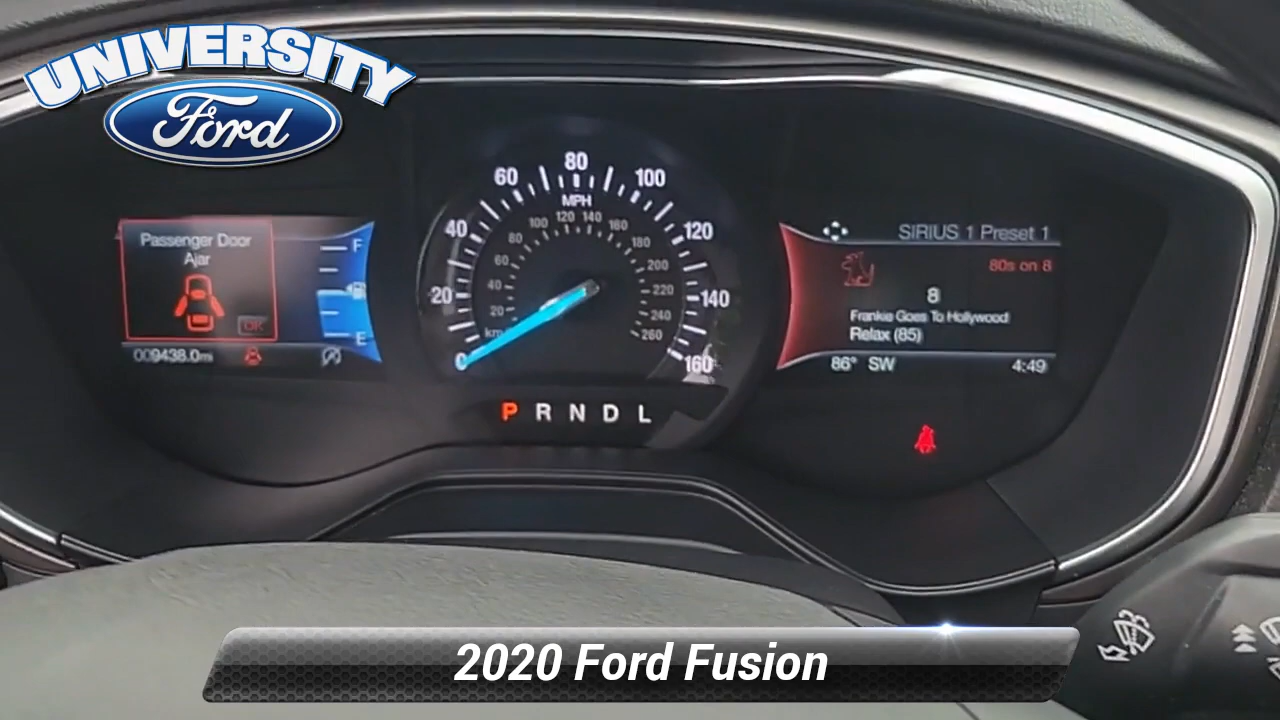 UNIVERSITY
Ford
Passenger Door
Ajar
OK
F
E
009438.0mi
0
20
40
60
80
100
120
140
160
MPH
20
40
60
80
100
120
140
160
180
200
220
240
260
P R N D L
SIRIUS 1 Preset 1
80s on 8
8
Frankie Goes To Hollywood
Relax (85)
86° SW
4:49
2020 Ford Fusion